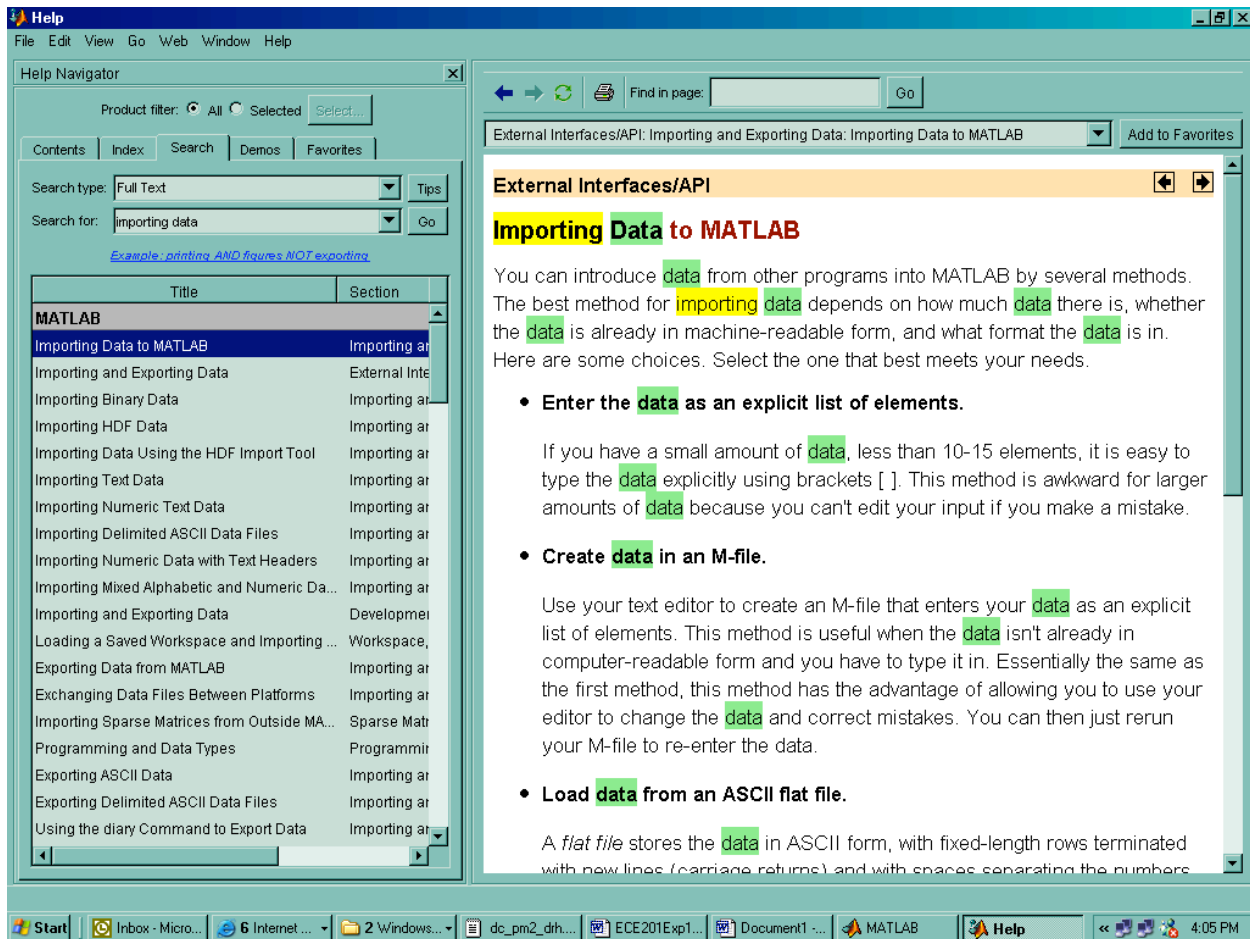 Help
File Edit View Go Web Window Help
Help Navigator
Product filter: All Selected Select...
Contents Index Search Demos Favorites
Search type: Full Text Tips
Search for: importing data Go
Example: printing AND figures NOT exporting
Title Section
MATLAB
Importing Data to MATLAB Importing ar
Importing and Exporting Data External Inte
Importing Binary Data Importing ar
Importing HDF Data Importing ar
Importing Data Using the HDF Import Tool Importing ar
Importing Text Data Importing ar
Importing Numeric Text Data Importing ar
Importing Delimited ASCII Data Files Importing ar
Importing Numeric Data with Text Headers Importing ar
Importing Mixed Alphabetic and Numeric Da... Importing ar
Importing and Exporting Data Developmer
Loading a Saved Workspace and Importing ... Workspace,
Exporting Data from MATLAB Importing ar
Exchanging Data Files Between Platforms Importing ar
Importing Sparse Matrices from Outside MA... Sparse Matr
Programming and Data Types Programmir
Exporting ASCII Data Importing ar
Exporting Delimited ASCII Data Files Importing ar
Using the diary Command to Export Data Importing ar
Find in page: Go
External Interfaces/API: Importing and Exporting Data: Importing Data to MATLAB Add to Favorites
External Interfaces/API
Importing Data to MATLAB
You can introduce data from other programs into MATLAB by several methods.
The best method for importing data depends on how much data there is, whether
the data is already in machine-readable form, and what format the data is in.
Here are some choices. Select the one that best meets your needs.
• Enter the data as an explicit list of elements.
If you have a small amount of data, less than 10-15 elements, it is easy to
type the data explicitly using brackets [ ]. This method is awkward for larger
amounts of data because you can't edit your input if you make a mistake.
• Create data in an M-file.
Use your text editor to create an M-file that enters your data as an explicit
list of elements. This method is useful when the data isn't already in
computer-readable form and you have to type it in. Essentially the same as
the first method, this method has the advantage of allowing you to use your
editor to change the data and correct mistakes. You can then just rerun
your M-file to re-enter the data.
• Load data from an ASCII flat file.
A flat file stores the data in ASCII form, with fixed-length rows terminated
with new lines (carriage returns) and with spaces separating the numbers
Start Inbox - Micro... 6 Internet ... 2 Windows... dc_pm2_drh.... ECE201Exp1... Document1 -... MATLAB Help « 4:05 PM